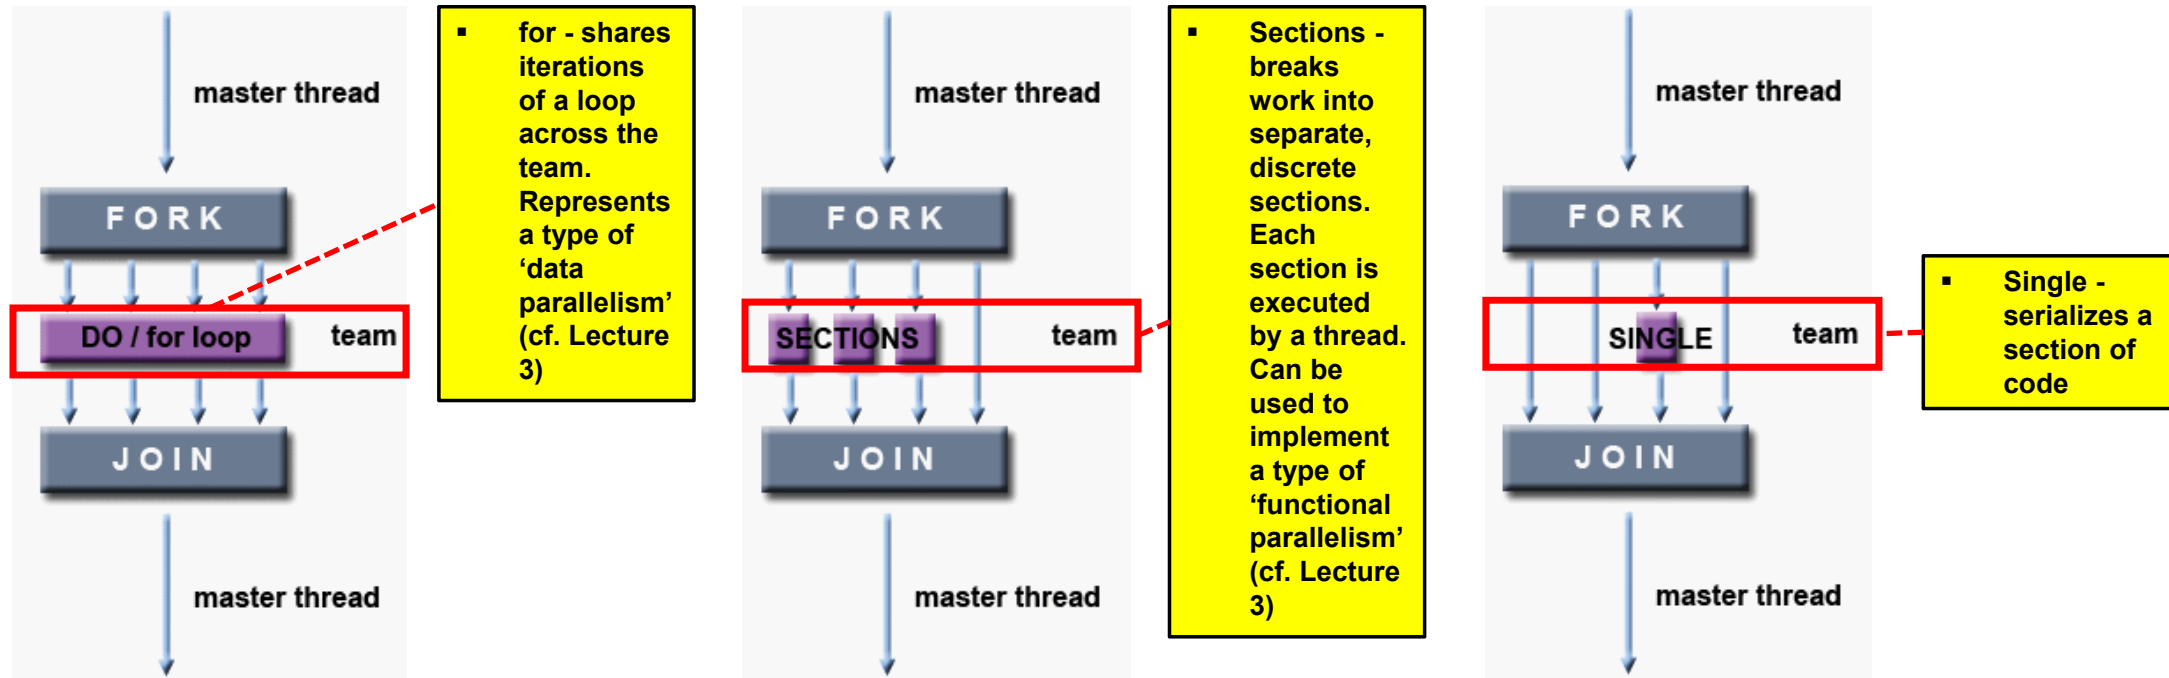 master thread
FORK
DO / for loop
team
JOIN
master thread
▪ for - shares
iterations
of a loop
across the
team.
Represents
a type of
‘data
parallelism’
(cf. Lecture
3)
master thread
FORK
SECTIONS
team
JOIN
master thread
▪ Sections -
breaks
work into
separate,
discrete
sections.
Each
section is
executed
by a thread.
Can be
used to
implement
a type of
‘functional
parallelism’
(cf. Lecture
3)
master thread
FORK
SINGLE
team
JOIN
master thread
▪ Single -
serializes a
section of
code